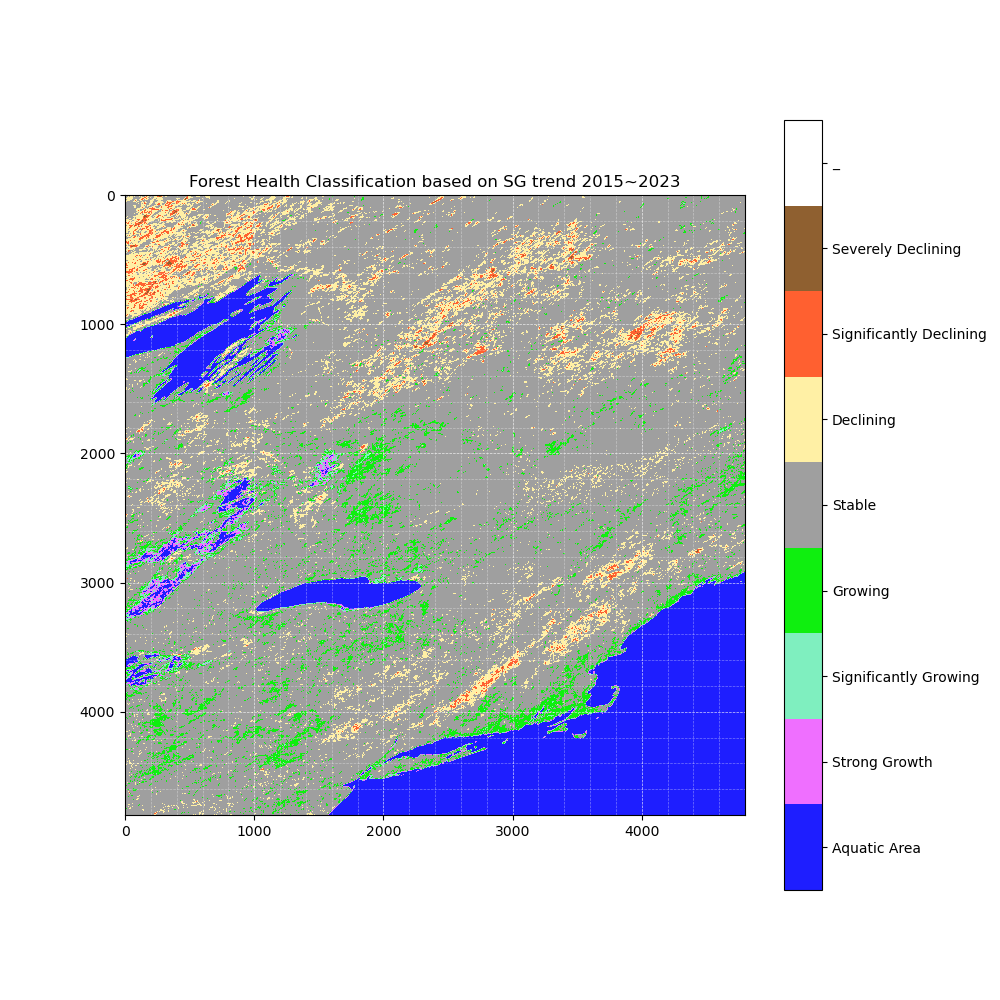 Forest Health Classification based on SG trend 2015~2023
0
1000
2000
3000
4000
0
1000
2000
3000
4000
_
Severely Declining
Significantly Declining
Declining
Stable
Growing
Significantly Growing
Strong Growth
Aquatic Area